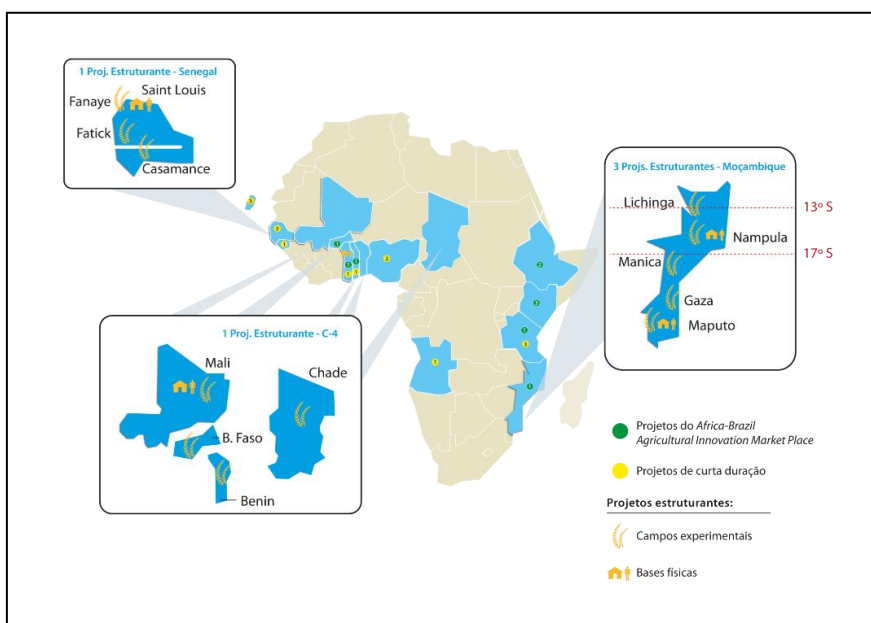 1 Proj. Estruturante - Senegal
Saint Louis
Fanaye
Fatick
Casamance
3 Projs. Estruturantes - Moçambique
Lichinga
13º S
Nampula
17º S
Manica
Gaza
Maputo
1 Proj. Estruturante - C-4
Mali
Chade
B. Faso
Benin
Projetos do Africa-Brazil
Agricultural Innovation Market Place
Projetos de curta duração
Projetos estruturantes:
Campos experimentais
Bases físicas